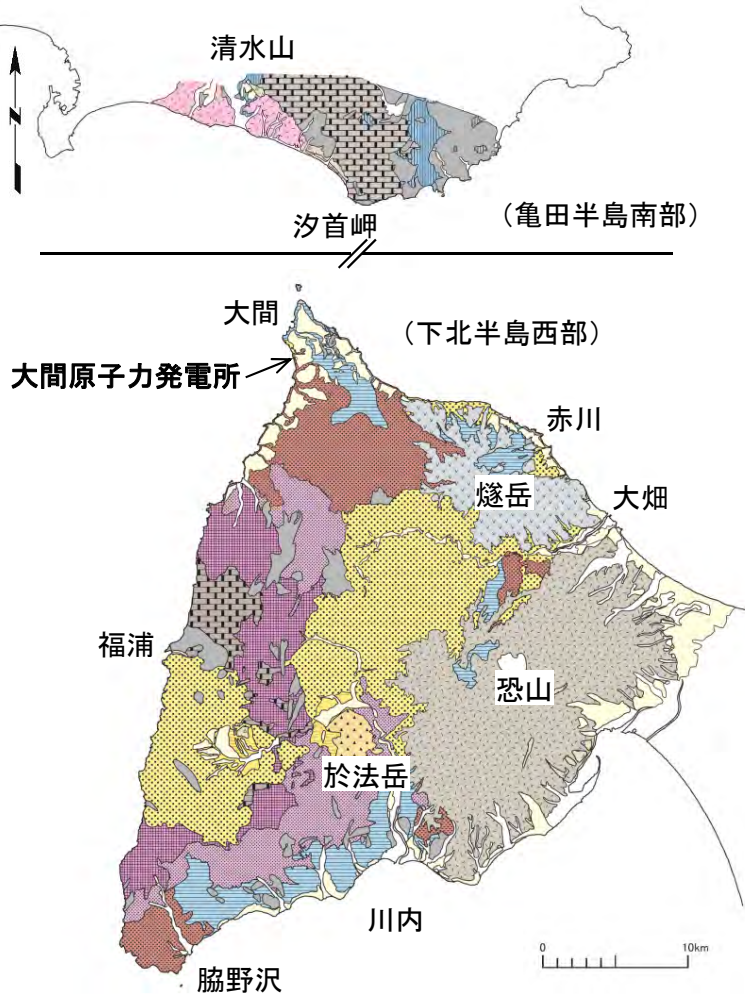 清水山
N
汐首岬
(亀田半島南部)
大間
(下北半島西部)
大間原子力発電所
赤川
燧岳
大畑
福浦
恐山
於法岳
川内
0 10km
脇野沢